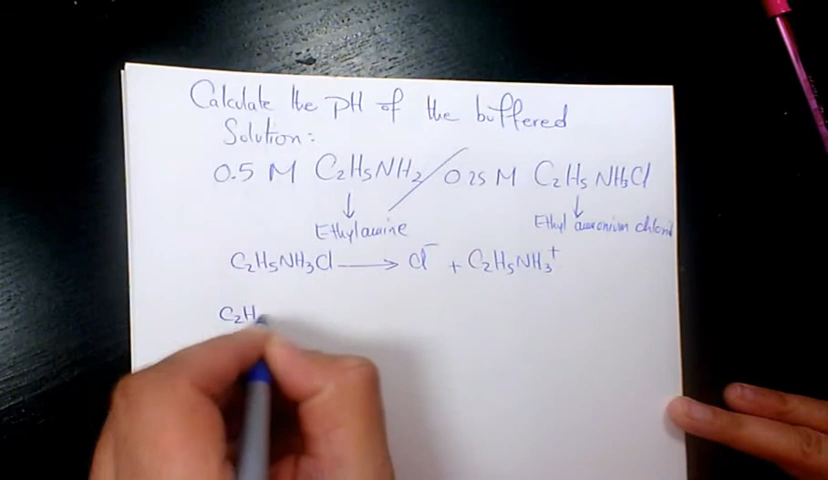 Calculate the pH of the buffered
Solution:
0.5 M C2H5NH2/0.25 M C2H5NH3Cl
↓ ↓
Ethylamine Ethyl ammonium chlorid
C2H5NH3Cl → Cl⁻ + C2H5NH3⁺
C2H